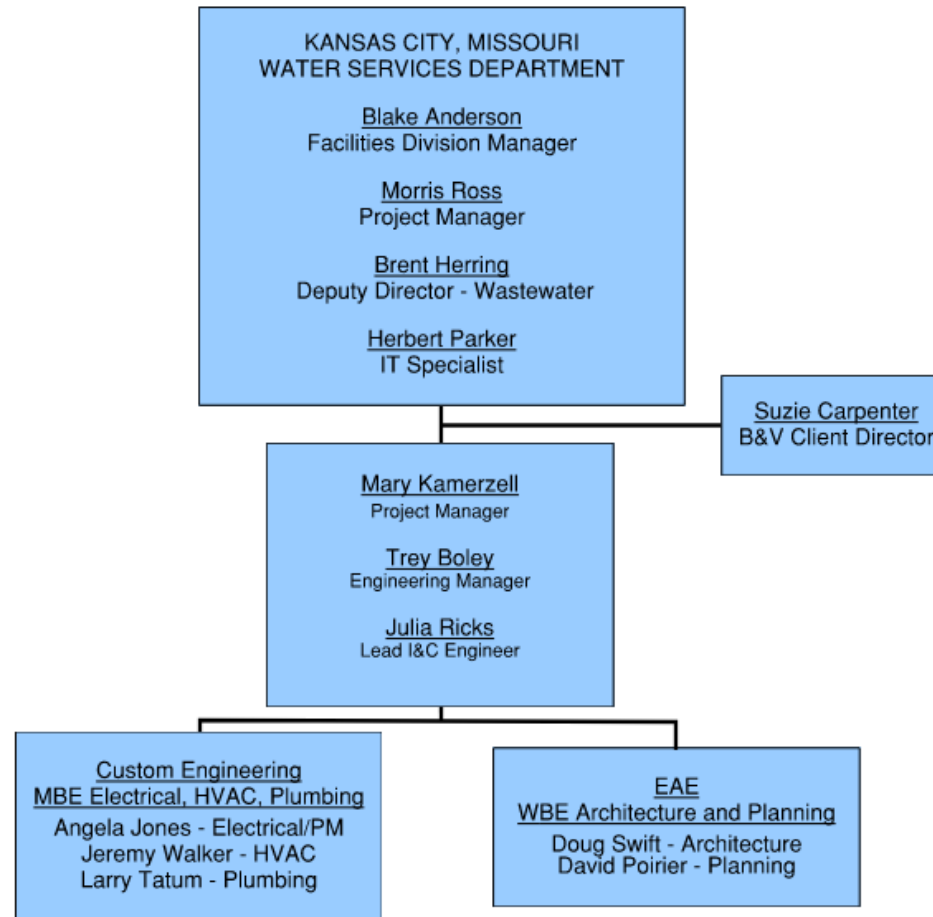 KANSAS CITY, MISSOURI
WATER SERVICES DEPARTMENT
Blake Anderson
Facilities Division Manager
Morris Ross
Project Manager
Brent Herring
Deputy Director - Wastewater
Herbert Parker
IT Specialist
Suzie Carpenter
B&V Client Director
Mary Kamerzell
Project Manager
Trey Boley
Engineering Manager
Julia Ricks
Lead I&C Engineer
Custom Engineering
MBE Electrical, HVAC, Plumbing
Angela Jones - Electrical/PM
Jeremy Walker - HVAC
Larry Tatum - Plumbing
EAE
WBE Architecture and Planning
Doug Swift - Architecture
David Poirier - Planning